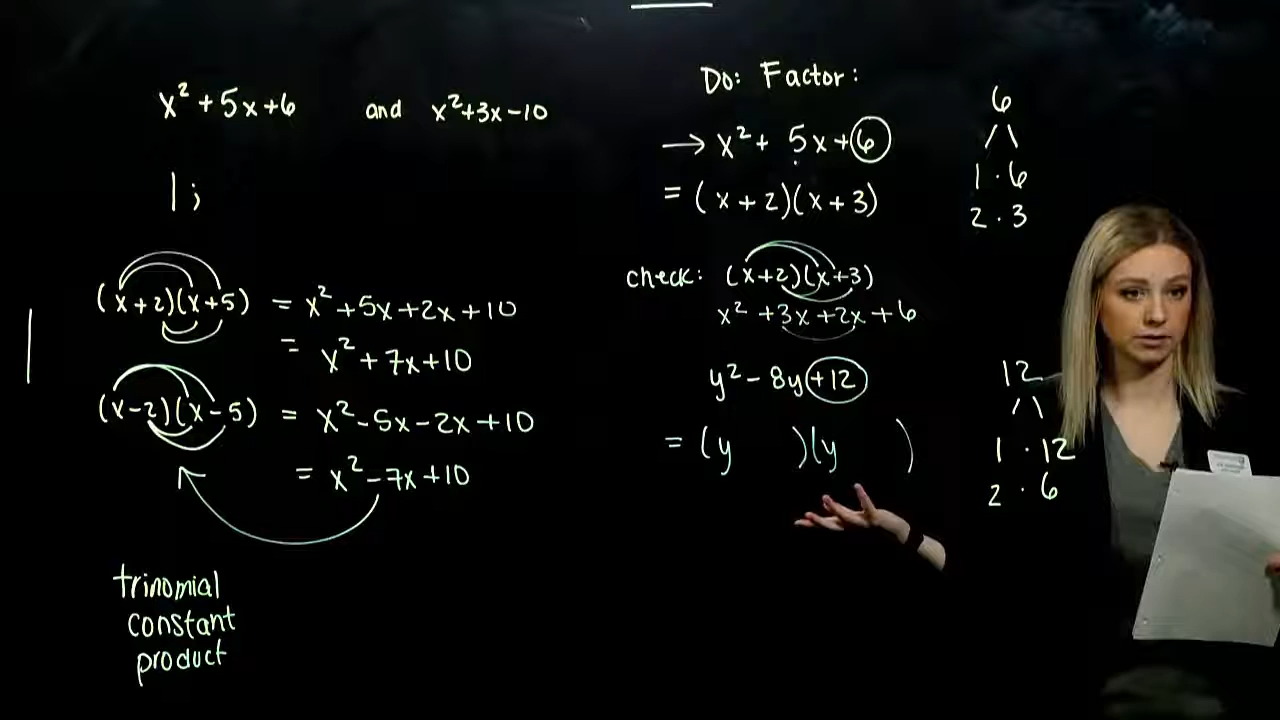 x² + 5x + 6 and x² + 3x − 10
1 ;
(x + 2)(x + 5) = x² + 5x + 2x + 10
= x² + 7x + 10
(x − 2)(x − 5) = x² − 5x − 2x + 10
= x² − 7x + 10
trinomial
constant
product
Do: Factor:
→ x² + 5x + 6
= (x + 2)(x + 3)
check: (x + 2)(x + 3)
x² + 3x + 2x + 6
y² − 8y + 12
= (y )(y )
6
1 · 6
2 · 3
12
1 · 12
2 · 6